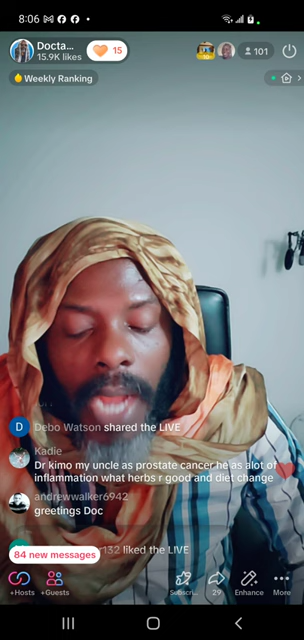 8:06
Docta...
15.9K likes
15
101
Weekly Ranking
Debo Watson shared the LIVE
Kadie
Dr kimo my uncle as prostate cancer he as alot of
inflammation what herbs r good and diet change
andrewwalker6942
greetings Doc
84 new messages
r132 liked the LIVE
+Hosts
+Guests
Subscri...
29
Enhance
More